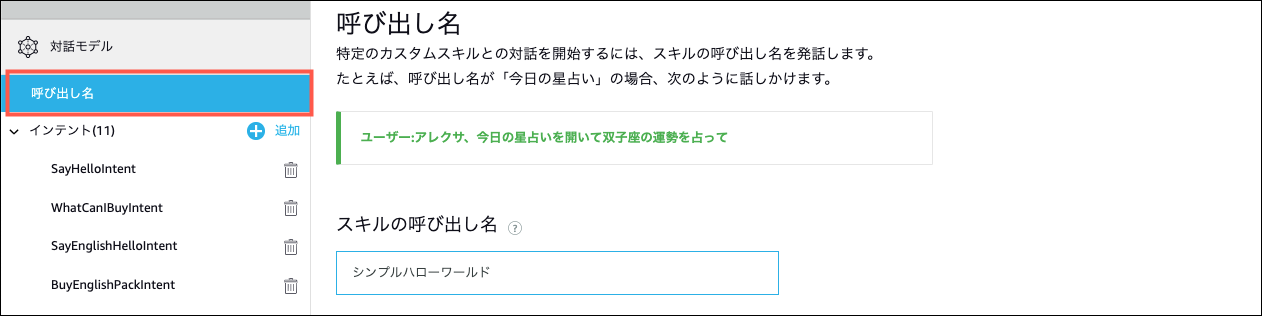 対話モデル
呼び出し名
インテント(11)
追加
SayHelloIntent
WhatCanIBuyIntent
SayEnglishHelloIntent
BuyEnglishPackIntent
呼び出し名
特定のカスタムスキルとの対話を開始するには、スキルの呼び出し名を発話します。
たとえば、呼び出し名が「今日の星占い」の場合、次のように話しかけます。
ユーザー:アレクサ、今日の星占いを開いて双子座の運勢を占って
スキルの呼び出し名 ?
シンプルハローワールド